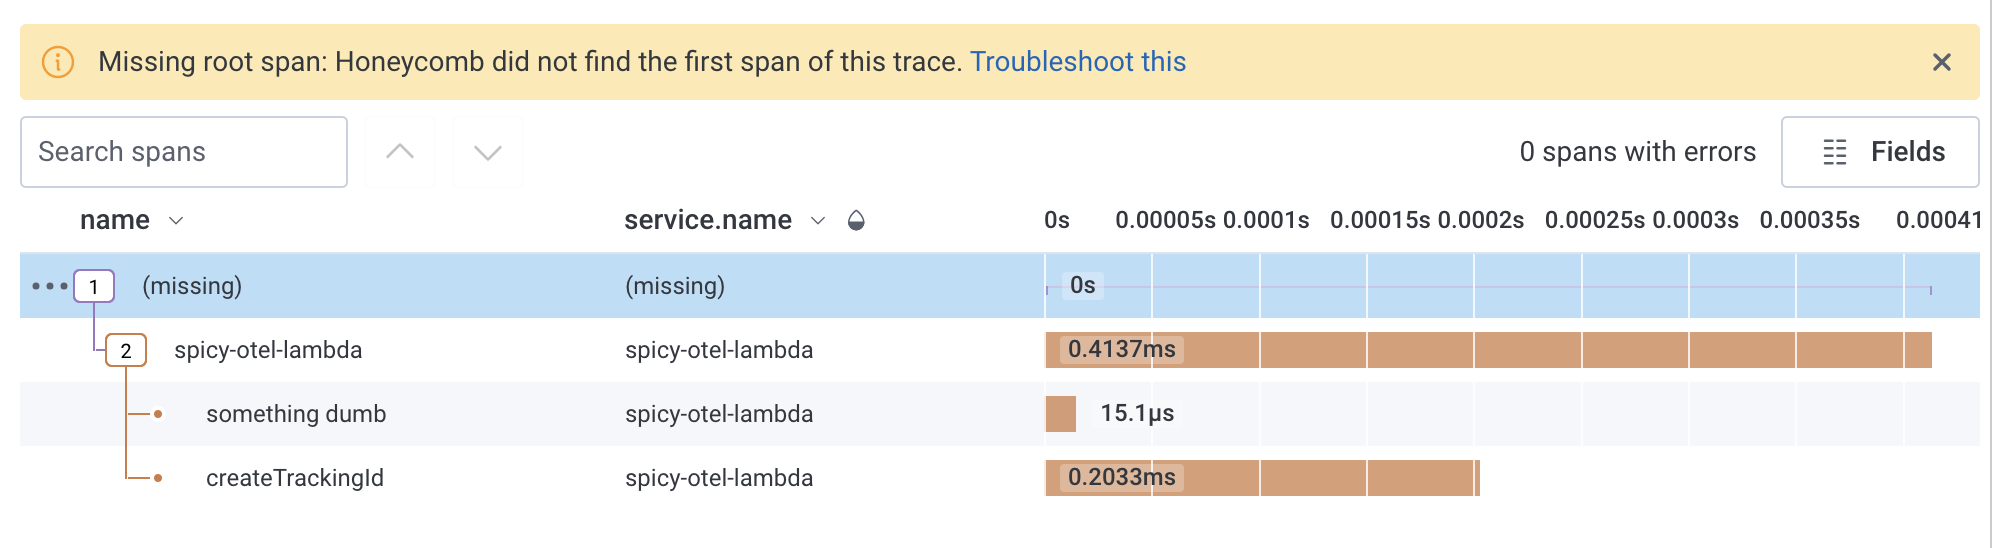 Missing root span: Honeycomb did not find the first span of this trace. Troubleshoot this
Search spans
0 spans with errors
Fields
name service.name 0s 0.00005s 0.0001s 0.00015s 0.0002s 0.00025s 0.0003s 0.00035s 0.00041
1 (missing) (missing) 0s
2 spicy-otel-lambda spicy-otel-lambda 0.4137ms
something dumb spicy-otel-lambda 15.1µs
createTrackingId spicy-otel-lambda 0.2033ms